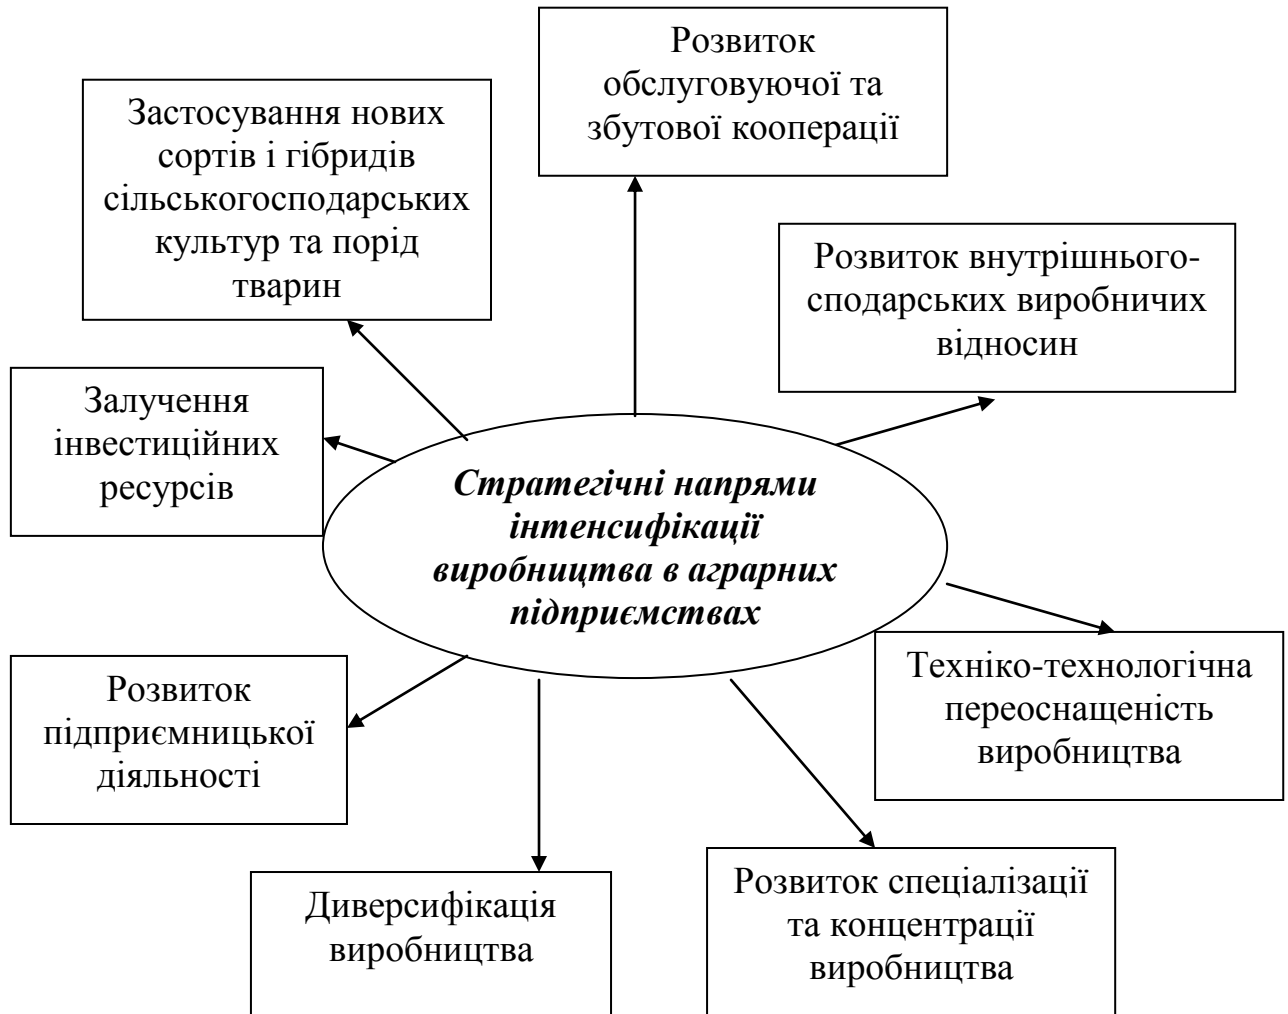 Розвиток
обслуговуючої та
збутової кооперації
Застосування нових
сортів і гібридів
сільськогосподарських
культур та порід
тварин
Розвиток внутрішнього-
сподарських виробничих
відносин
Залучення
інвестиційних
ресурсів
Стратегічні напрями
інтенсифікації
виробництва в аграрних
підприємствах
Техніко-технологічна
переоснащеність
виробництва
Розвиток
підприємницької
діяльності
Розвиток спеціалізації
та концентрації
виробництва
Диверсифікація
виробництва